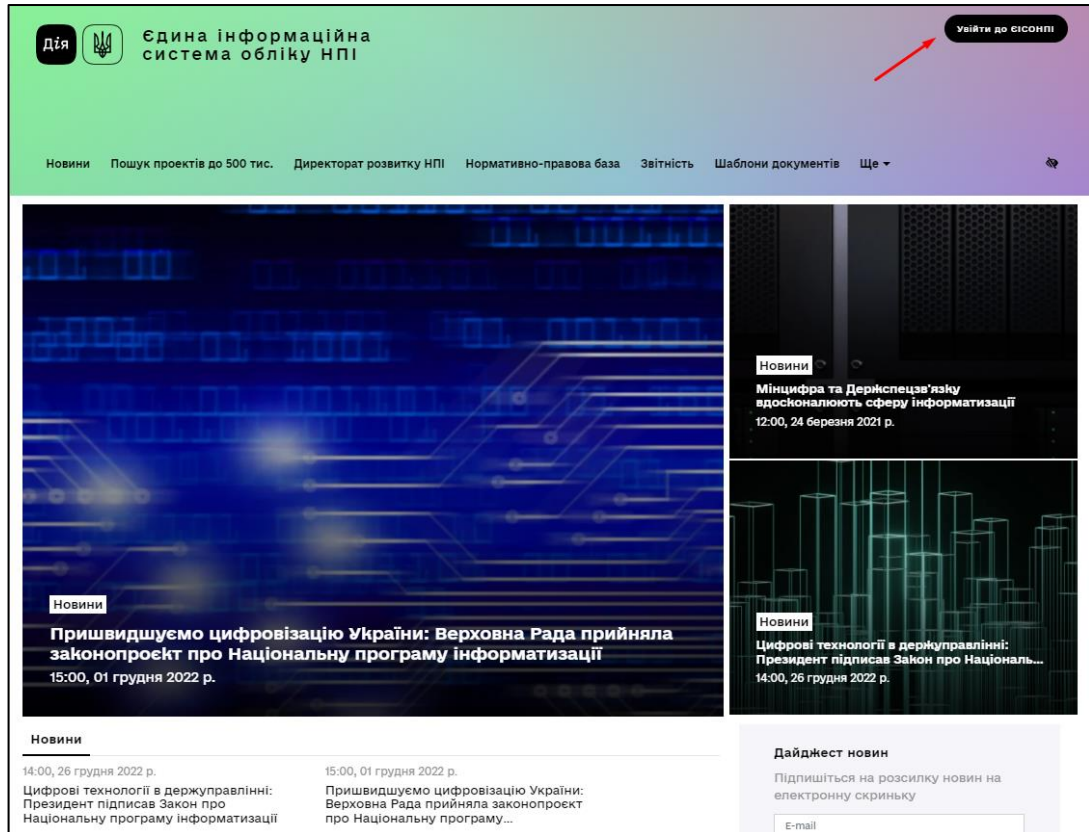 Дія
Єдина інформаційна
система обліку НПІ
Увійти до ЄІСОНПІ
Новини Пошук проектів до 500 тис. Директорат розвитку НПІ Нормативно-правова база Звітність Шаблони документів Ще
Новини
Пришвидшуємо цифровізацію України: Верховна Рада прийняла
законопроєкт про Національну програму інформатизації
15:00, 01 грудня 2022 р.
Новини
Мінцифра та Держспецзв'язку
вдосконалюють сферу інформатизації
12:00, 24 березня 2021 р.
Новини
Цифрові технології в держуправлінні:
Президент підписав Закон про Національ...
14:00, 26 грудня 2022 р.
Новини
14:00, 26 грудня 2022 р.
Цифрові технології в держуправлінні:
Президент підписав Закон про
Національну програму інформатизації
15:00, 01 грудня 2022 р.
Пришвидшуємо цифровізацію України:
Верховна Рада прийняла законопроєкт
про Національну програму...
Дайджест новин
Підпишіться на розсилку новин на
електронну скриньку
E-mail